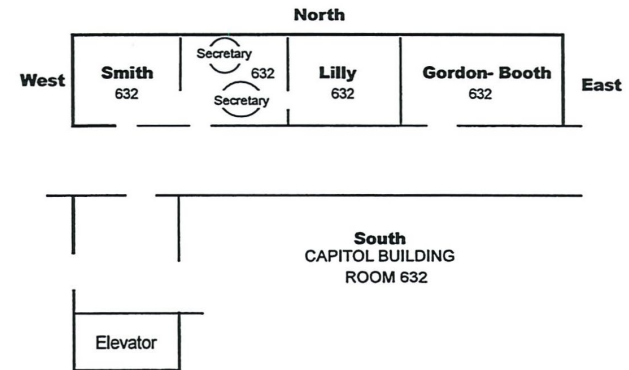 North
West
East
Smith
632
Secretary
632
Secretary
Lilly
632
Gordon- Booth
632
South
CAPITOL BUILDING
ROOM 632
Elevator